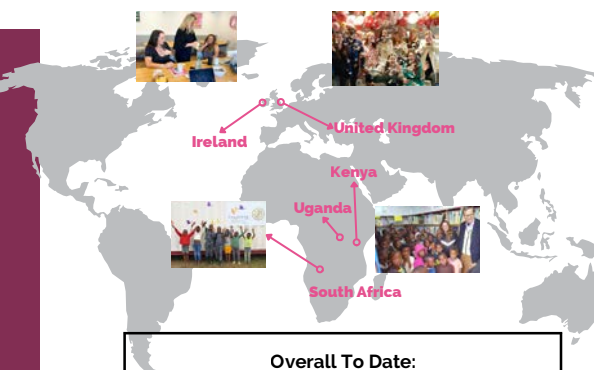 Ireland
United Kingdom
Kenya
Uganda
South Africa
Overall To Date: